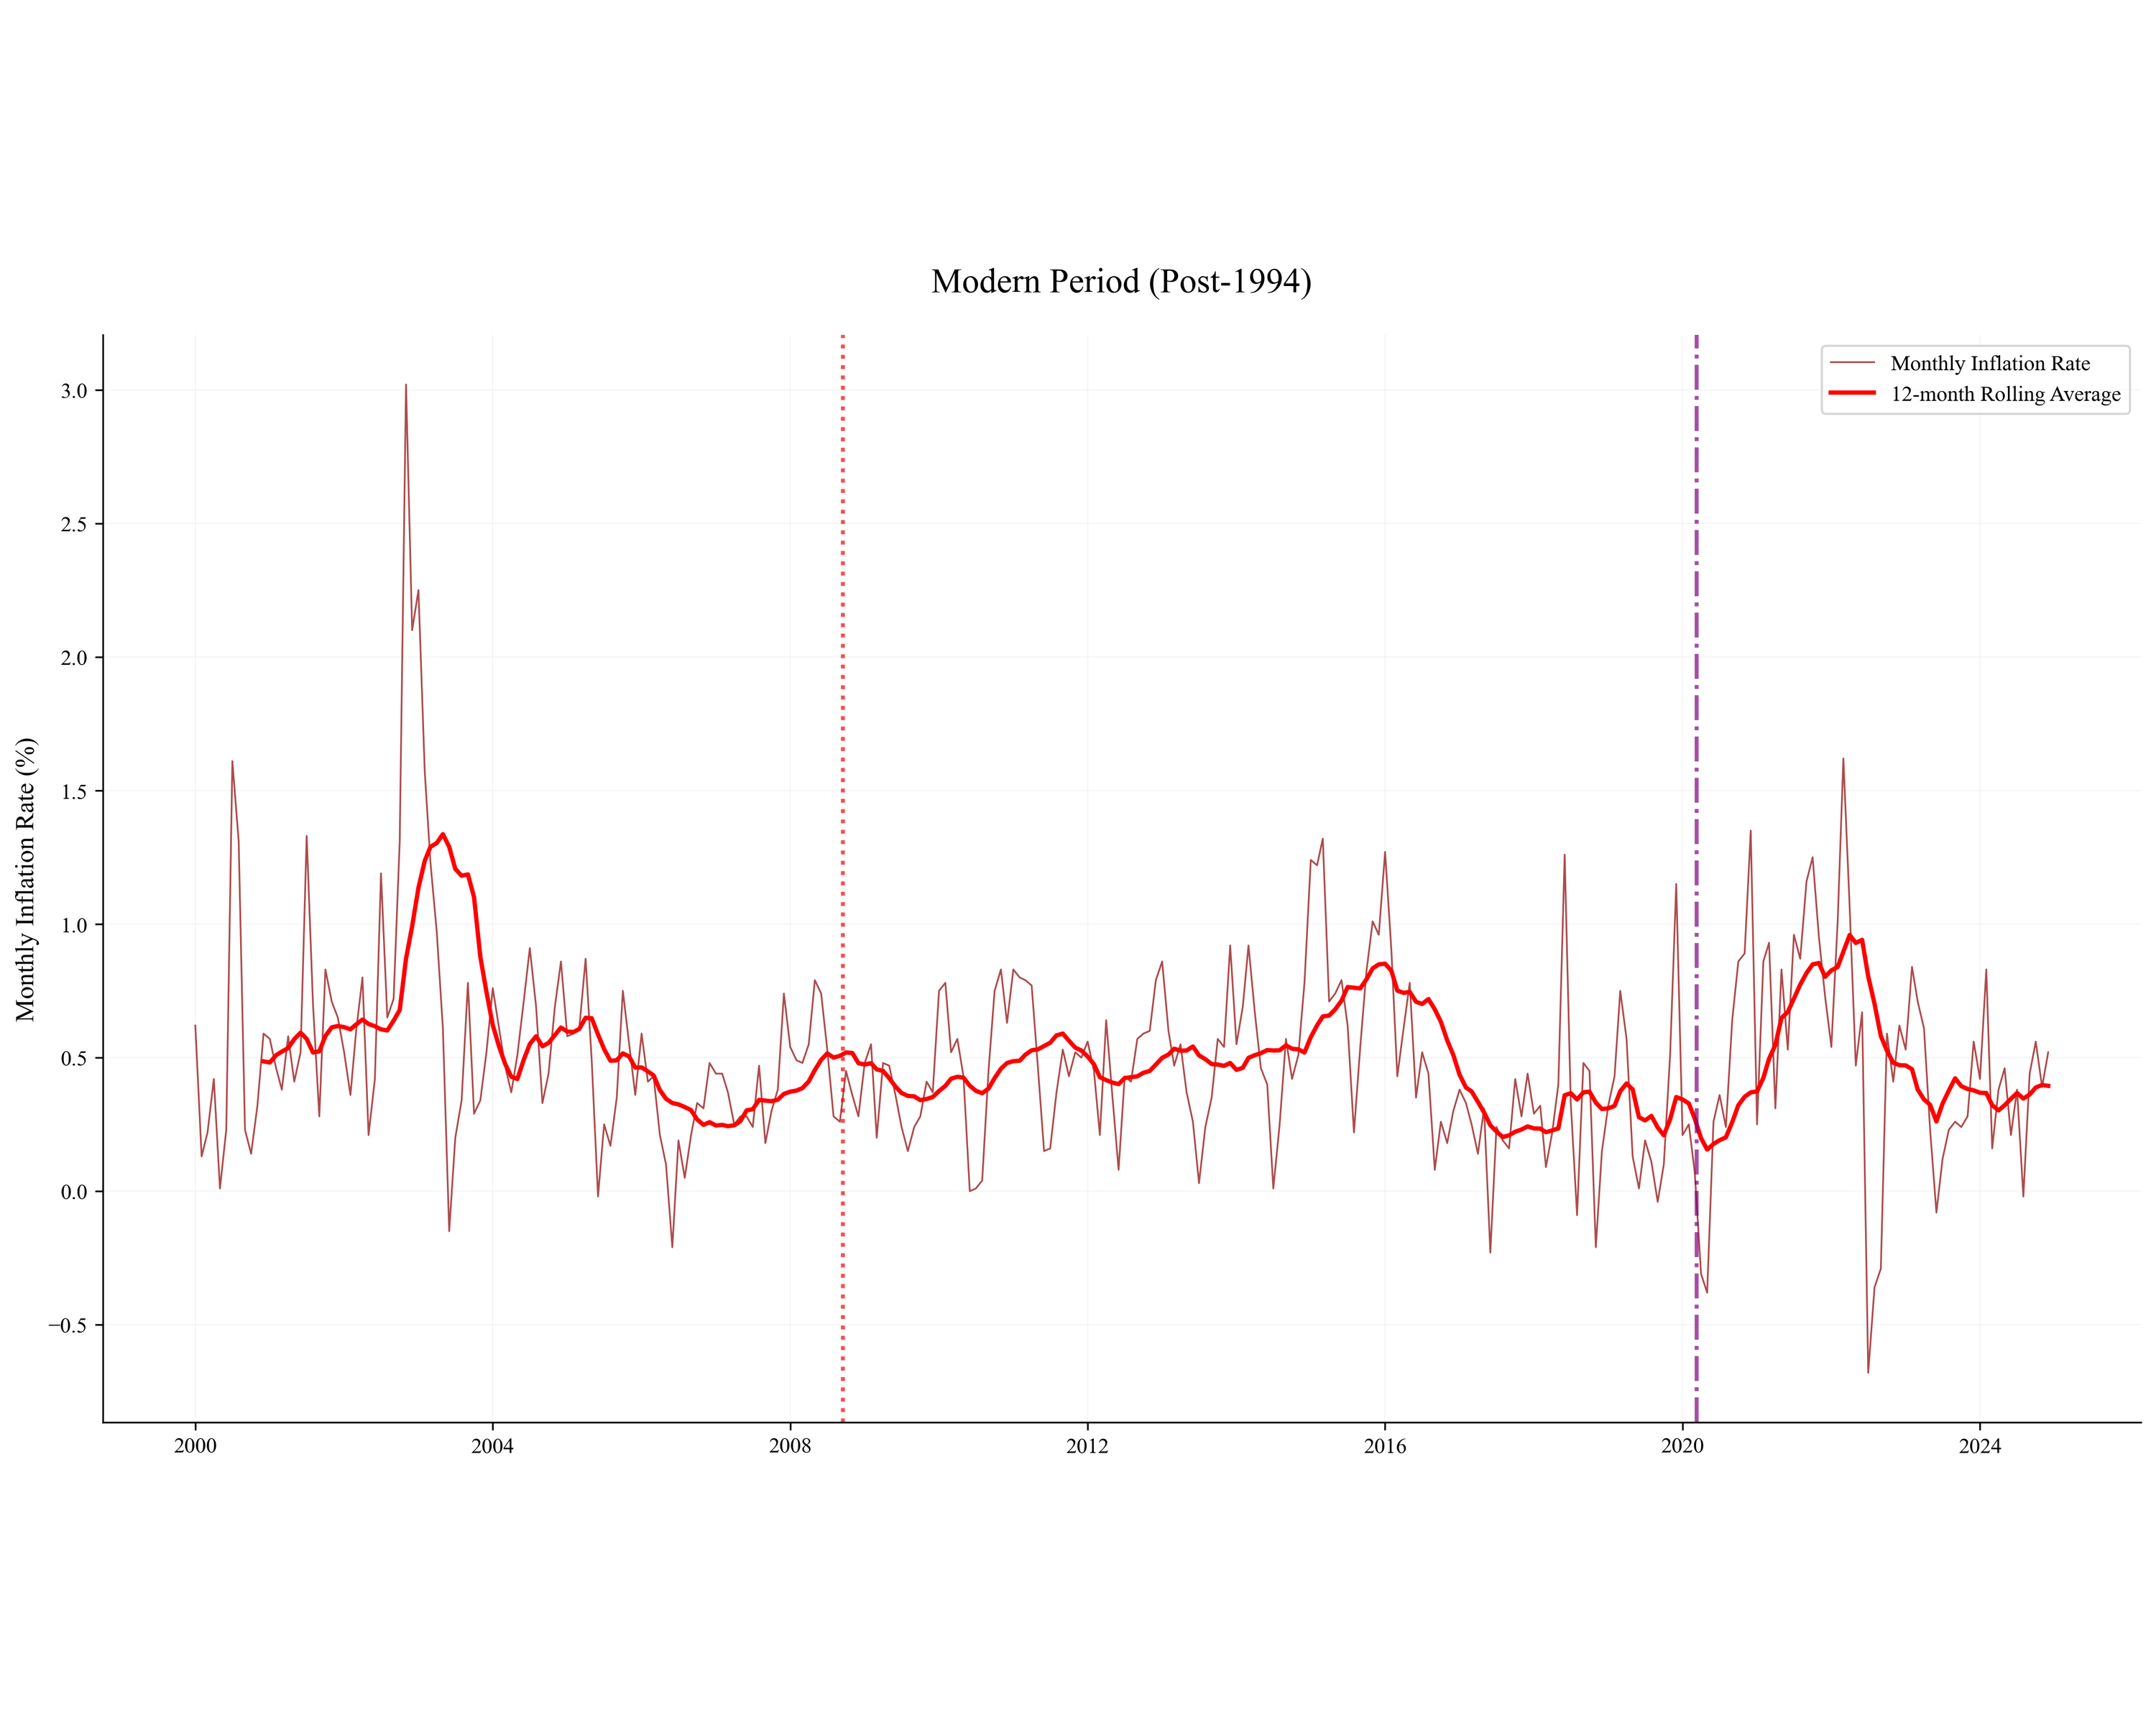 Modern Period (Post-1994)
Monthly Inflation Rate
12-month Rolling Average
Monthly Inflation Rate (%)
3.0
2.5
2.0
1.5
1.0
0.5
0.0
−0.5
2000 2004 2008 2012 2016 2020 2024